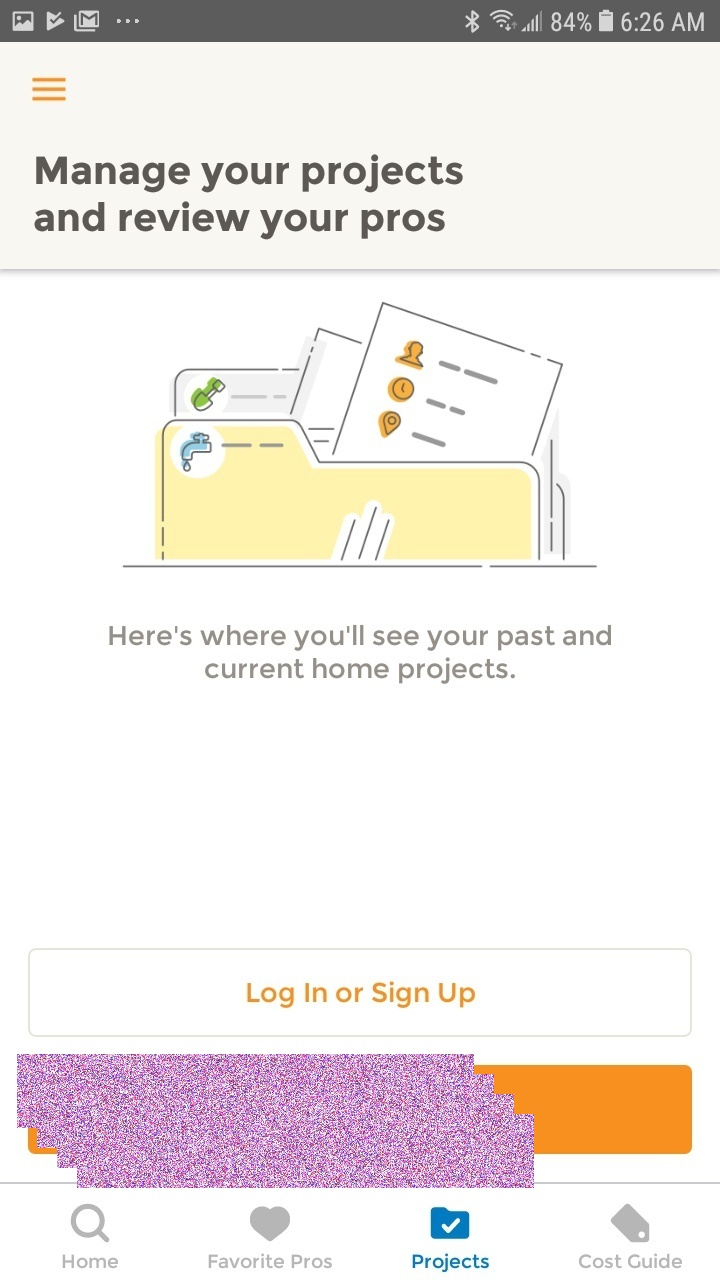 84% 6:26 AM
Manage your projects
and review your pros
Here's where you'll see your past and
current home projects.
Log In or Sign Up
Home Favorite Pros Projects Cost Guide